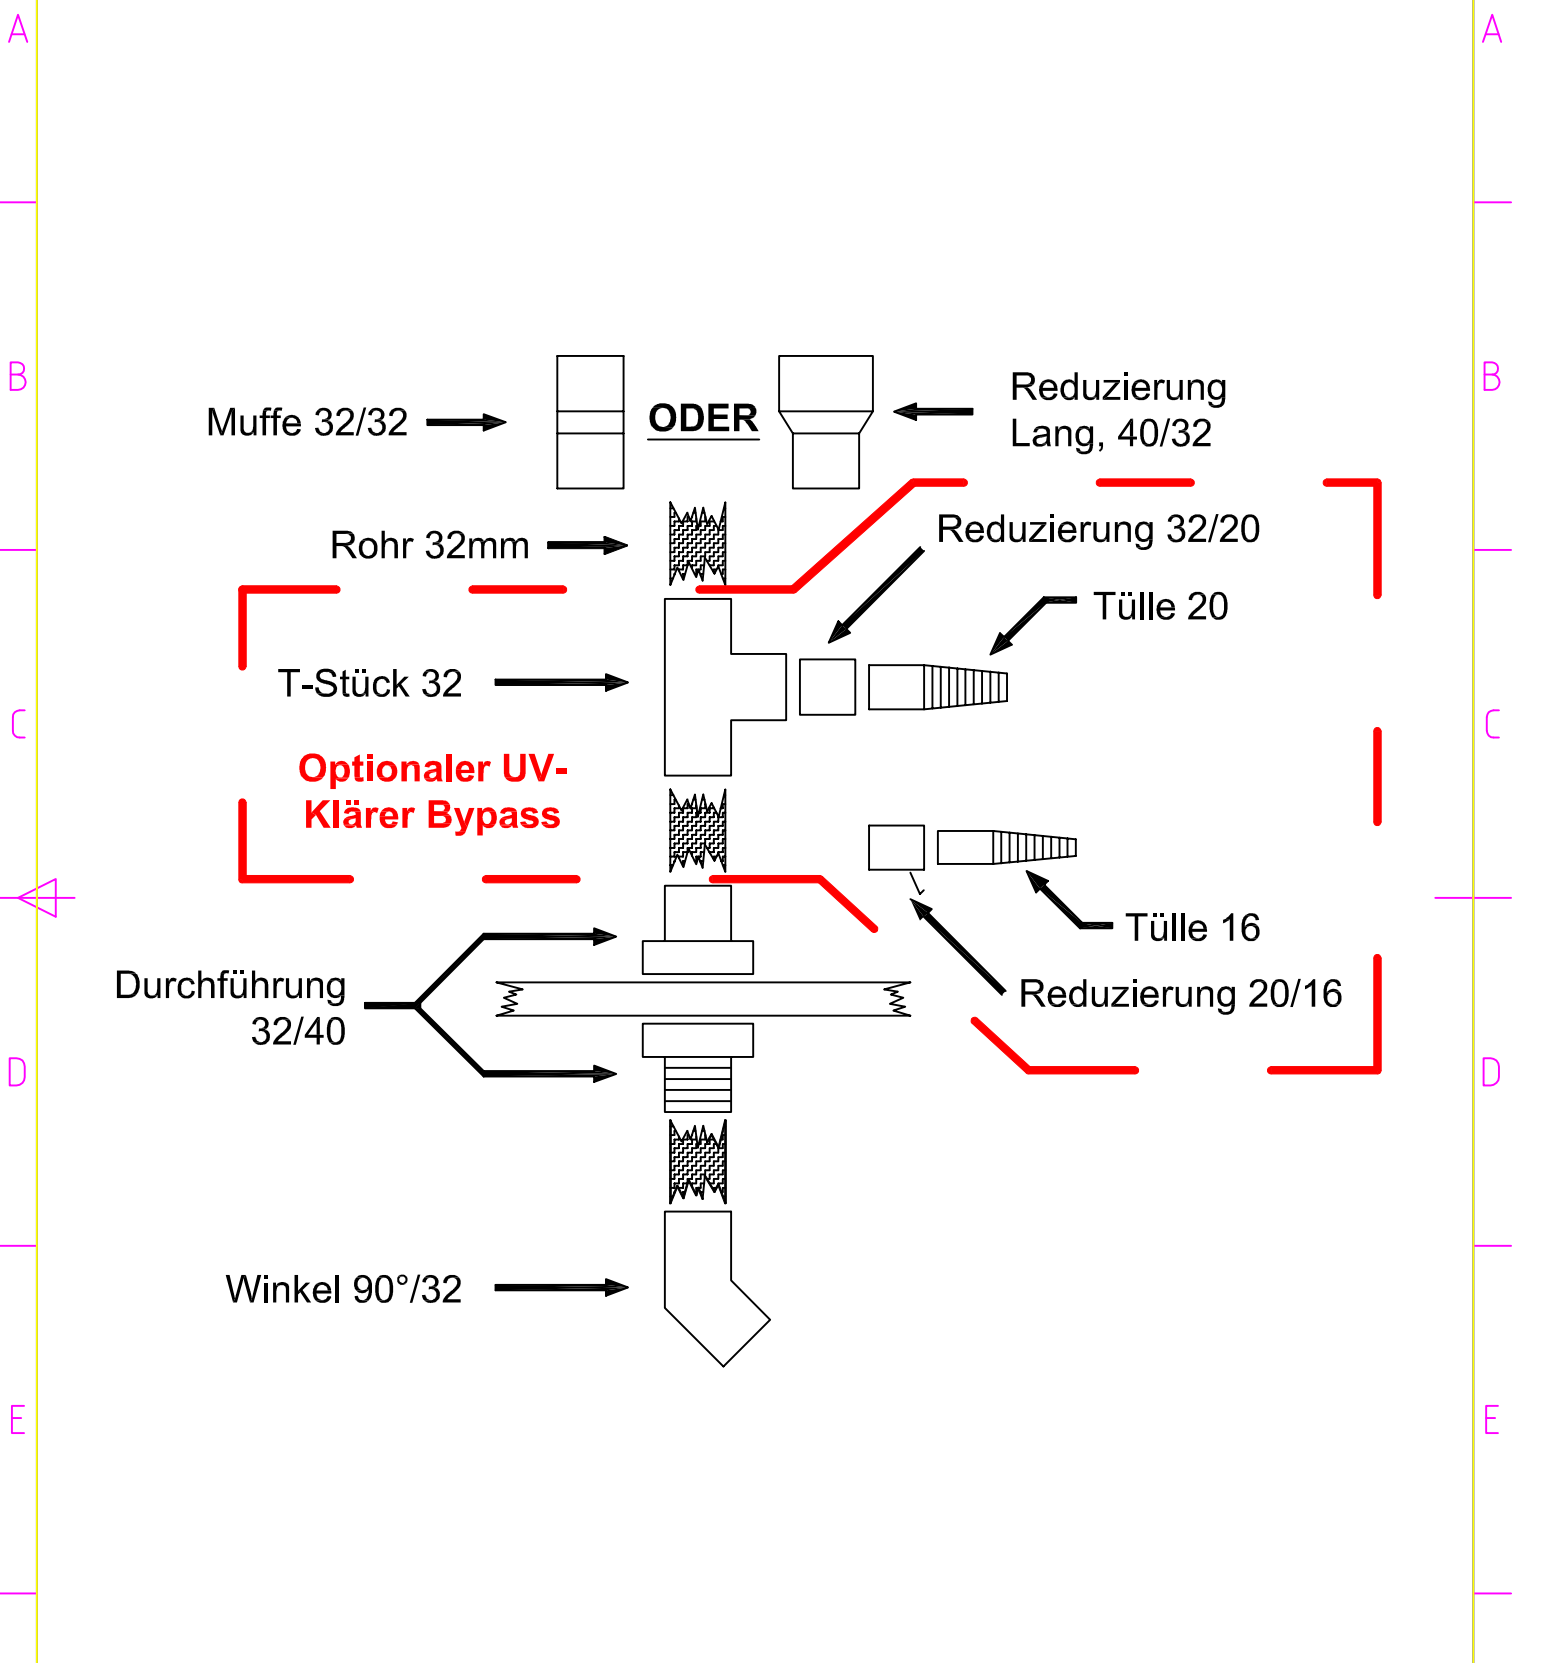 A
A
B
B
Reduzierung
Lang, 40/32
Muffe 32/32
ODER
Reduzierung 32/20
Rohr 32mm
Tülle 20
T-Stück 32
C
C
Optionaler UV-
Klärer Bypass
Tülle 16
Durchführung
32/40
Reduzierung 20/16
D
D
Winkel 90°/32
E
E